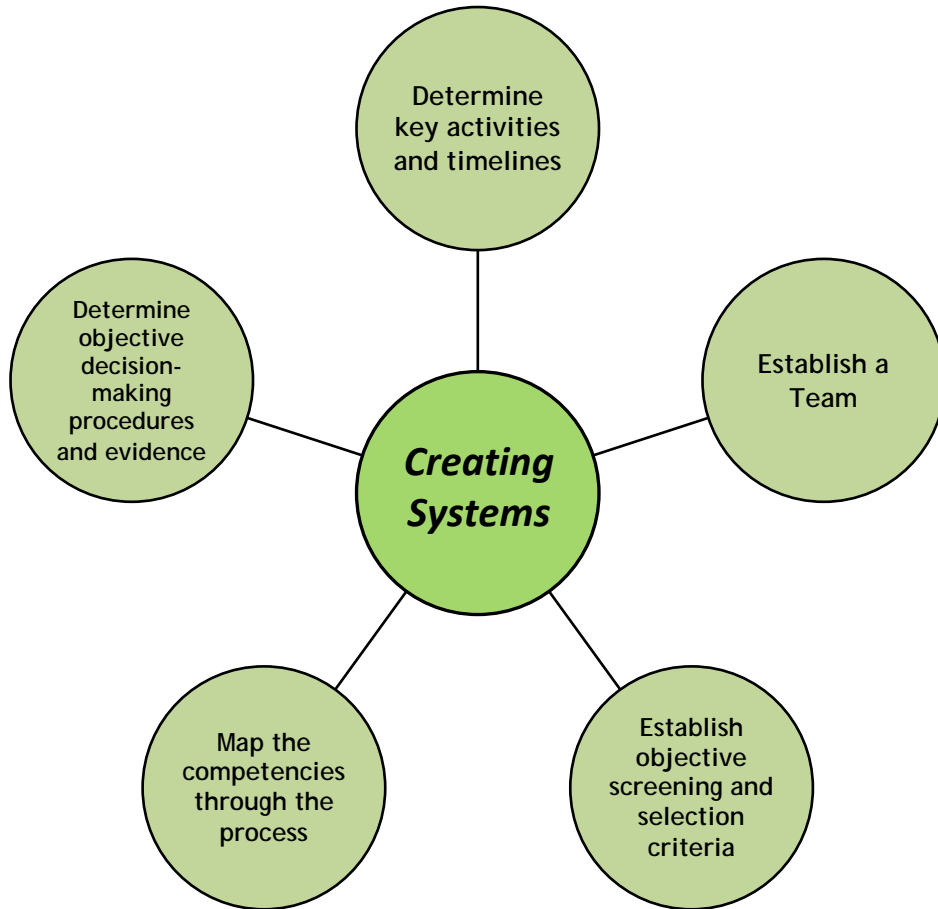 Determine
key activities
and timelines
Establish a
Team
Establish
objective
screening and
selection
criteria
Map the
competencies
through the
process
Determine
objective
decision-
making
procedures
and evidence
Creating
Systems